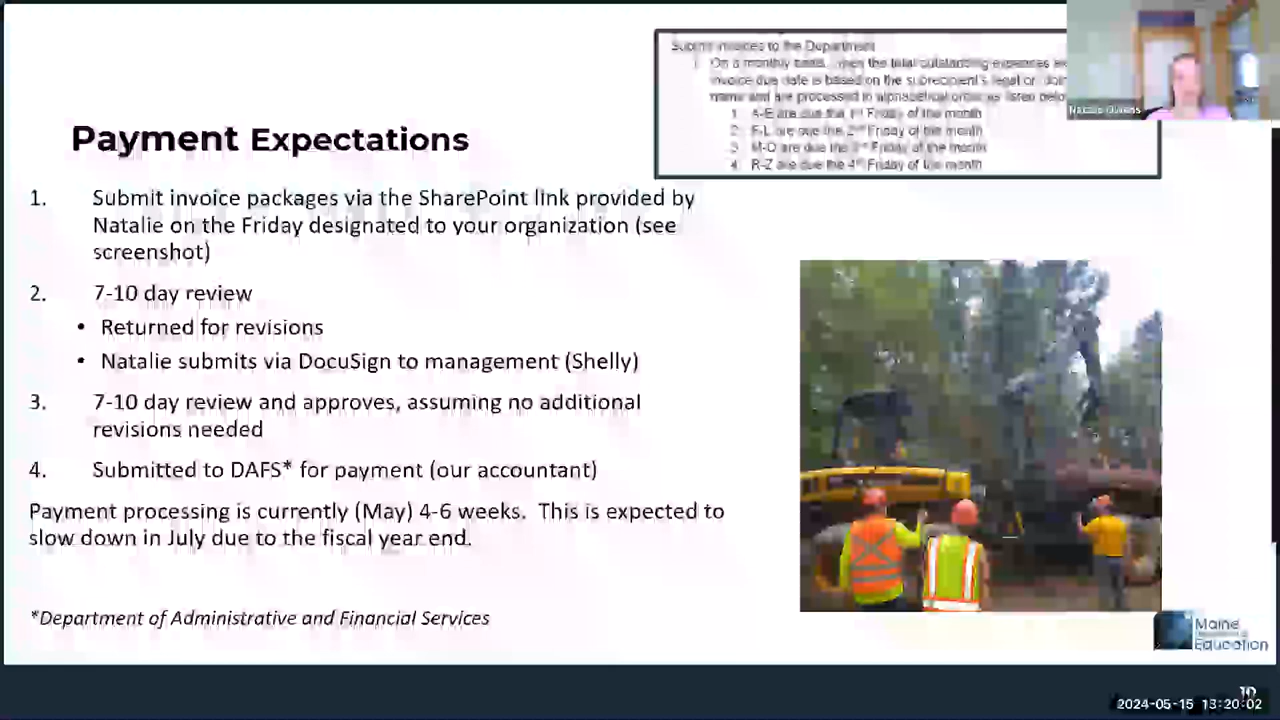 Submit invoices to the Department
On a monthly basis, when the total outstanding expenses
invoice due date is based on the subrecipient's legal or
name and are processed in alphabetical order as listed below
1. A-E are due the 1st Friday of the month
2. F-L are due the 2nd Friday of the month
3. M-Q are due the 3rd Friday of the month
4. R-Z are due the 4th Friday of the month
Natalie
Payment Expectations
1. Submit invoice packages via the SharePoint link provided by
Natalie on the Friday designated to your organization (see
screenshot)
2. 7-10 day review
• Returned for revisions
• Natalie submits via DocuSign to management (Shelly)
3. 7-10 day review and approves, assuming no additional
revisions needed
4. Submitted to DAFS* for payment (our accountant)
Payment processing is currently (May) 4-6 weeks. This is expected to
slow down in July due to the fiscal year end.
*Department of Administrative and Financial Services
Maine
Education
2024-05-15 13:20:02